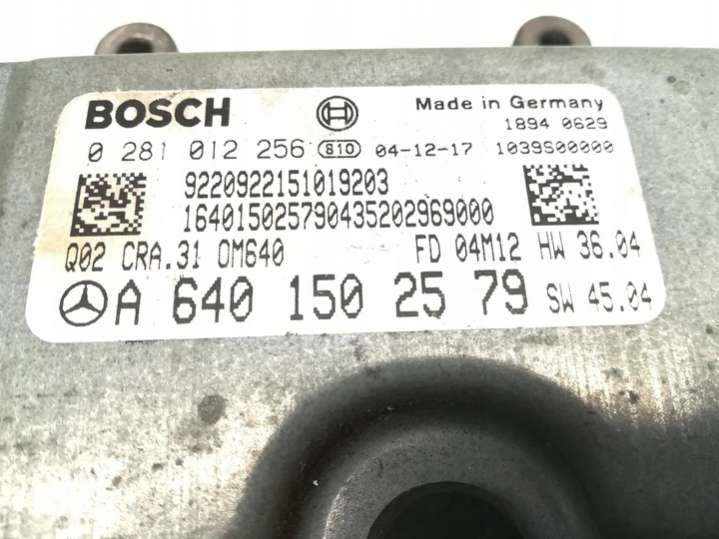 BOSCH Made in Germany
1894 0629
0 281 012 256 810 04-12-17 1039S00000
9220922151019203
164015025790435202969000
Q02 CRA.31 OM640 FD 04M12 HW 36.04
A 640 150 25 79 SW 45.04